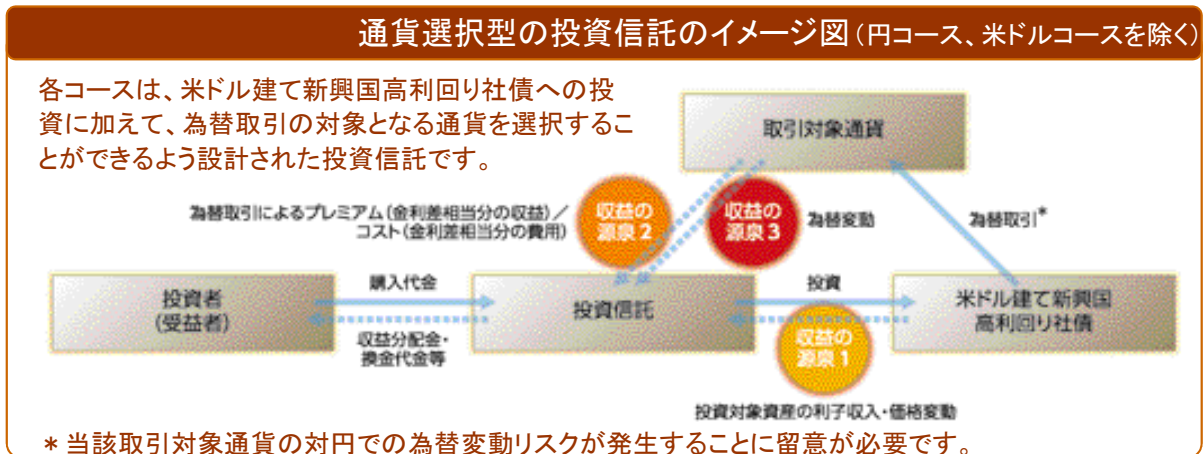 通貨選択型の投資信託のイメージ図(円コース、米ドルコースを除く)
各コースは、米ドル建て新興国高利回り社債への投
資に加えて、為替取引の対象となる通貨を選択するこ
とができるよう設計された投資信託です。
取引対象通貨
為替取引によるプレミアム(金利差相当分の収益)/
コスト(金利差相当分の費用)
収益の
源泉2
収益の
源泉3
為替変動
為替取引*
投資者
(受益者)
購入代金
収益分配金・
換金代金等
投資信託
投資
収益の
源泉1
米ドル建て新興国
高利回り社債
投資対象資産の利子収入・価格変動
*当該取引対象通貨の対円での為替変動リスクが発生することに留意が必要です。